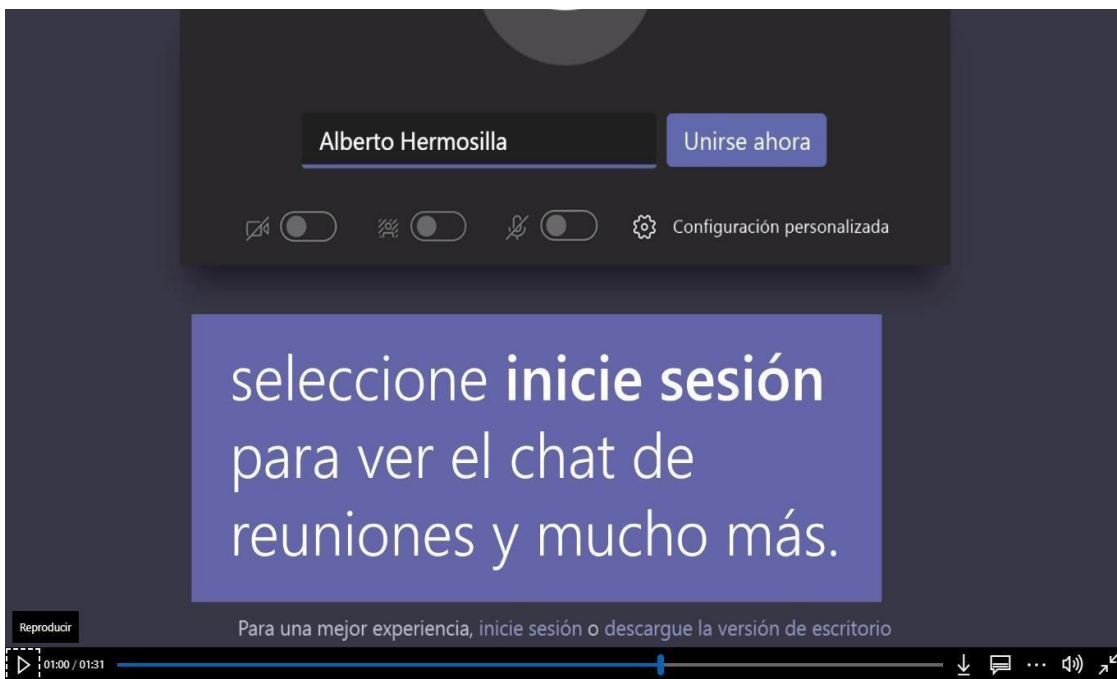 Alberto Hermosilla
Unirse ahora
Configuración personalizada
seleccione inicie sesión
para ver el chat de
reuniones y mucho más.
Para una mejor experiencia, inicie sesión o descargue la versión de escritorio
Reproducir
01:00 / 01:31